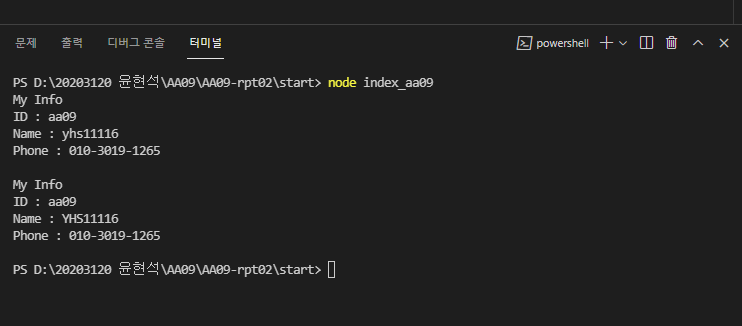 문제 출력 디버그 콘솔 터미널 powershell
PS D:\20203120 윤현석\AA09\AA09-rpt02\start> node index_aa09
My Info
ID : aa09
Name : yhs11116
Phone : 010-3019-1265
My Info
ID : aa09
Name : YHS11116
Phone : 010-3019-1265
PS D:\20203120 윤현석\AA09\AA09-rpt02\start>